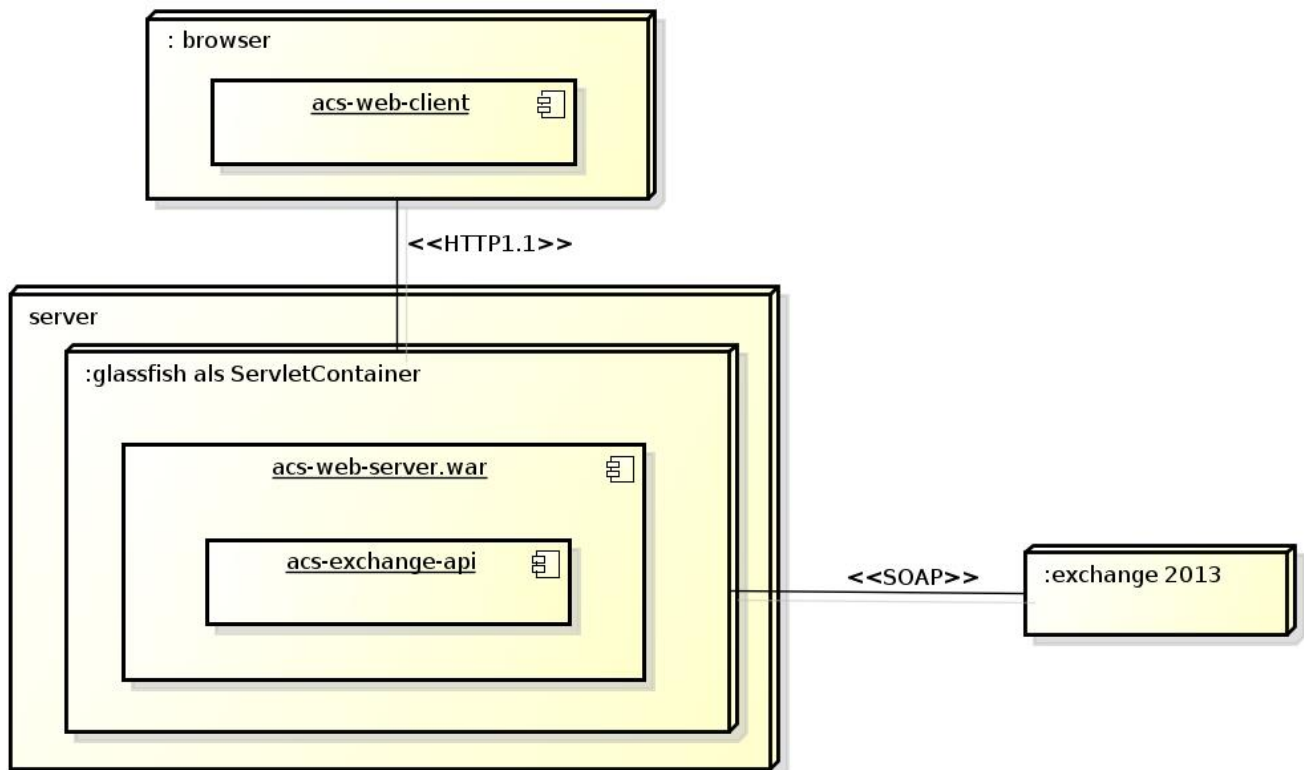 : browser
acs-web-client
<<HTTP1.1>>
server
:glassfish als ServletContainer
acs-web-server.war
acs-exchange-api
<<SOAP>>
:exchange 2013